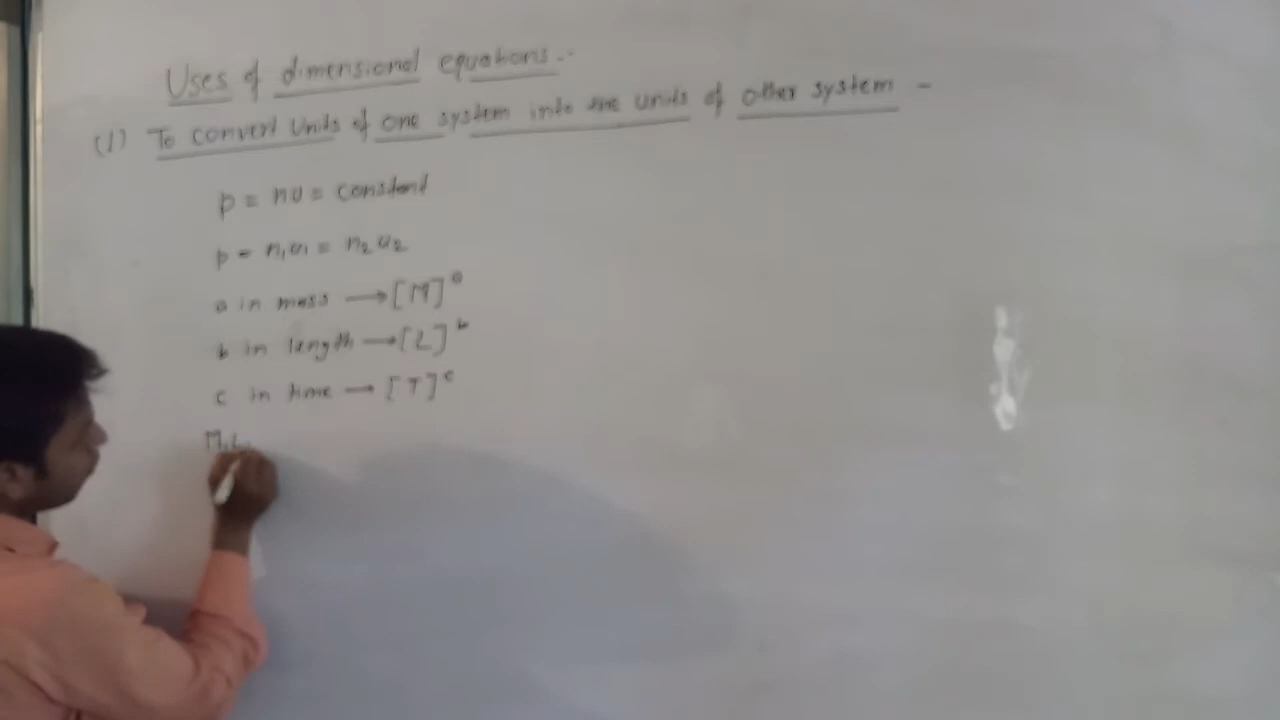 Uses of dimensional equations :-
(1) To convert units of one system into the units of other system -
p = nu = constant
p = n₁u₁ = n₂u₂
a in mass → [M]ᵃ
b in length → [L]ᵇ
c in time → [T]ᶜ
M₁L₁